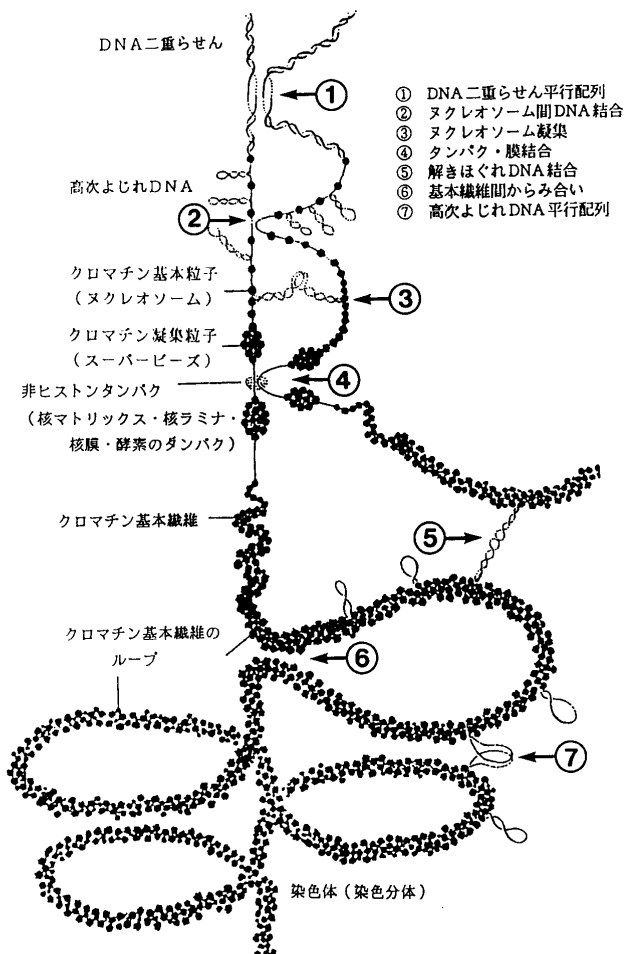 DNA二重らせん
①
① DNA二重らせん平行配列
② ヌクレオソーム間DNA結合
③ ヌクレオソーム凝集
④ タンパク・膜結合
⑤ 解きほぐれDNA結合
⑥ 基本繊維間からみ合い
⑦ 高次よじれDNA平行配列
高次よじれDNA
②
クロマチン基本粒子
(ヌクレオソーム)
③
クロマチン凝集粒子
(スーパービーズ)
④
非ヒストンタンパク
(核マトリックス・核ラミナ・
核膜・酵素のダンパク)
クロマチン基本繊維
⑤
クロマチン基本繊維の
ループ
⑥
⑦
染色体(染色分体)